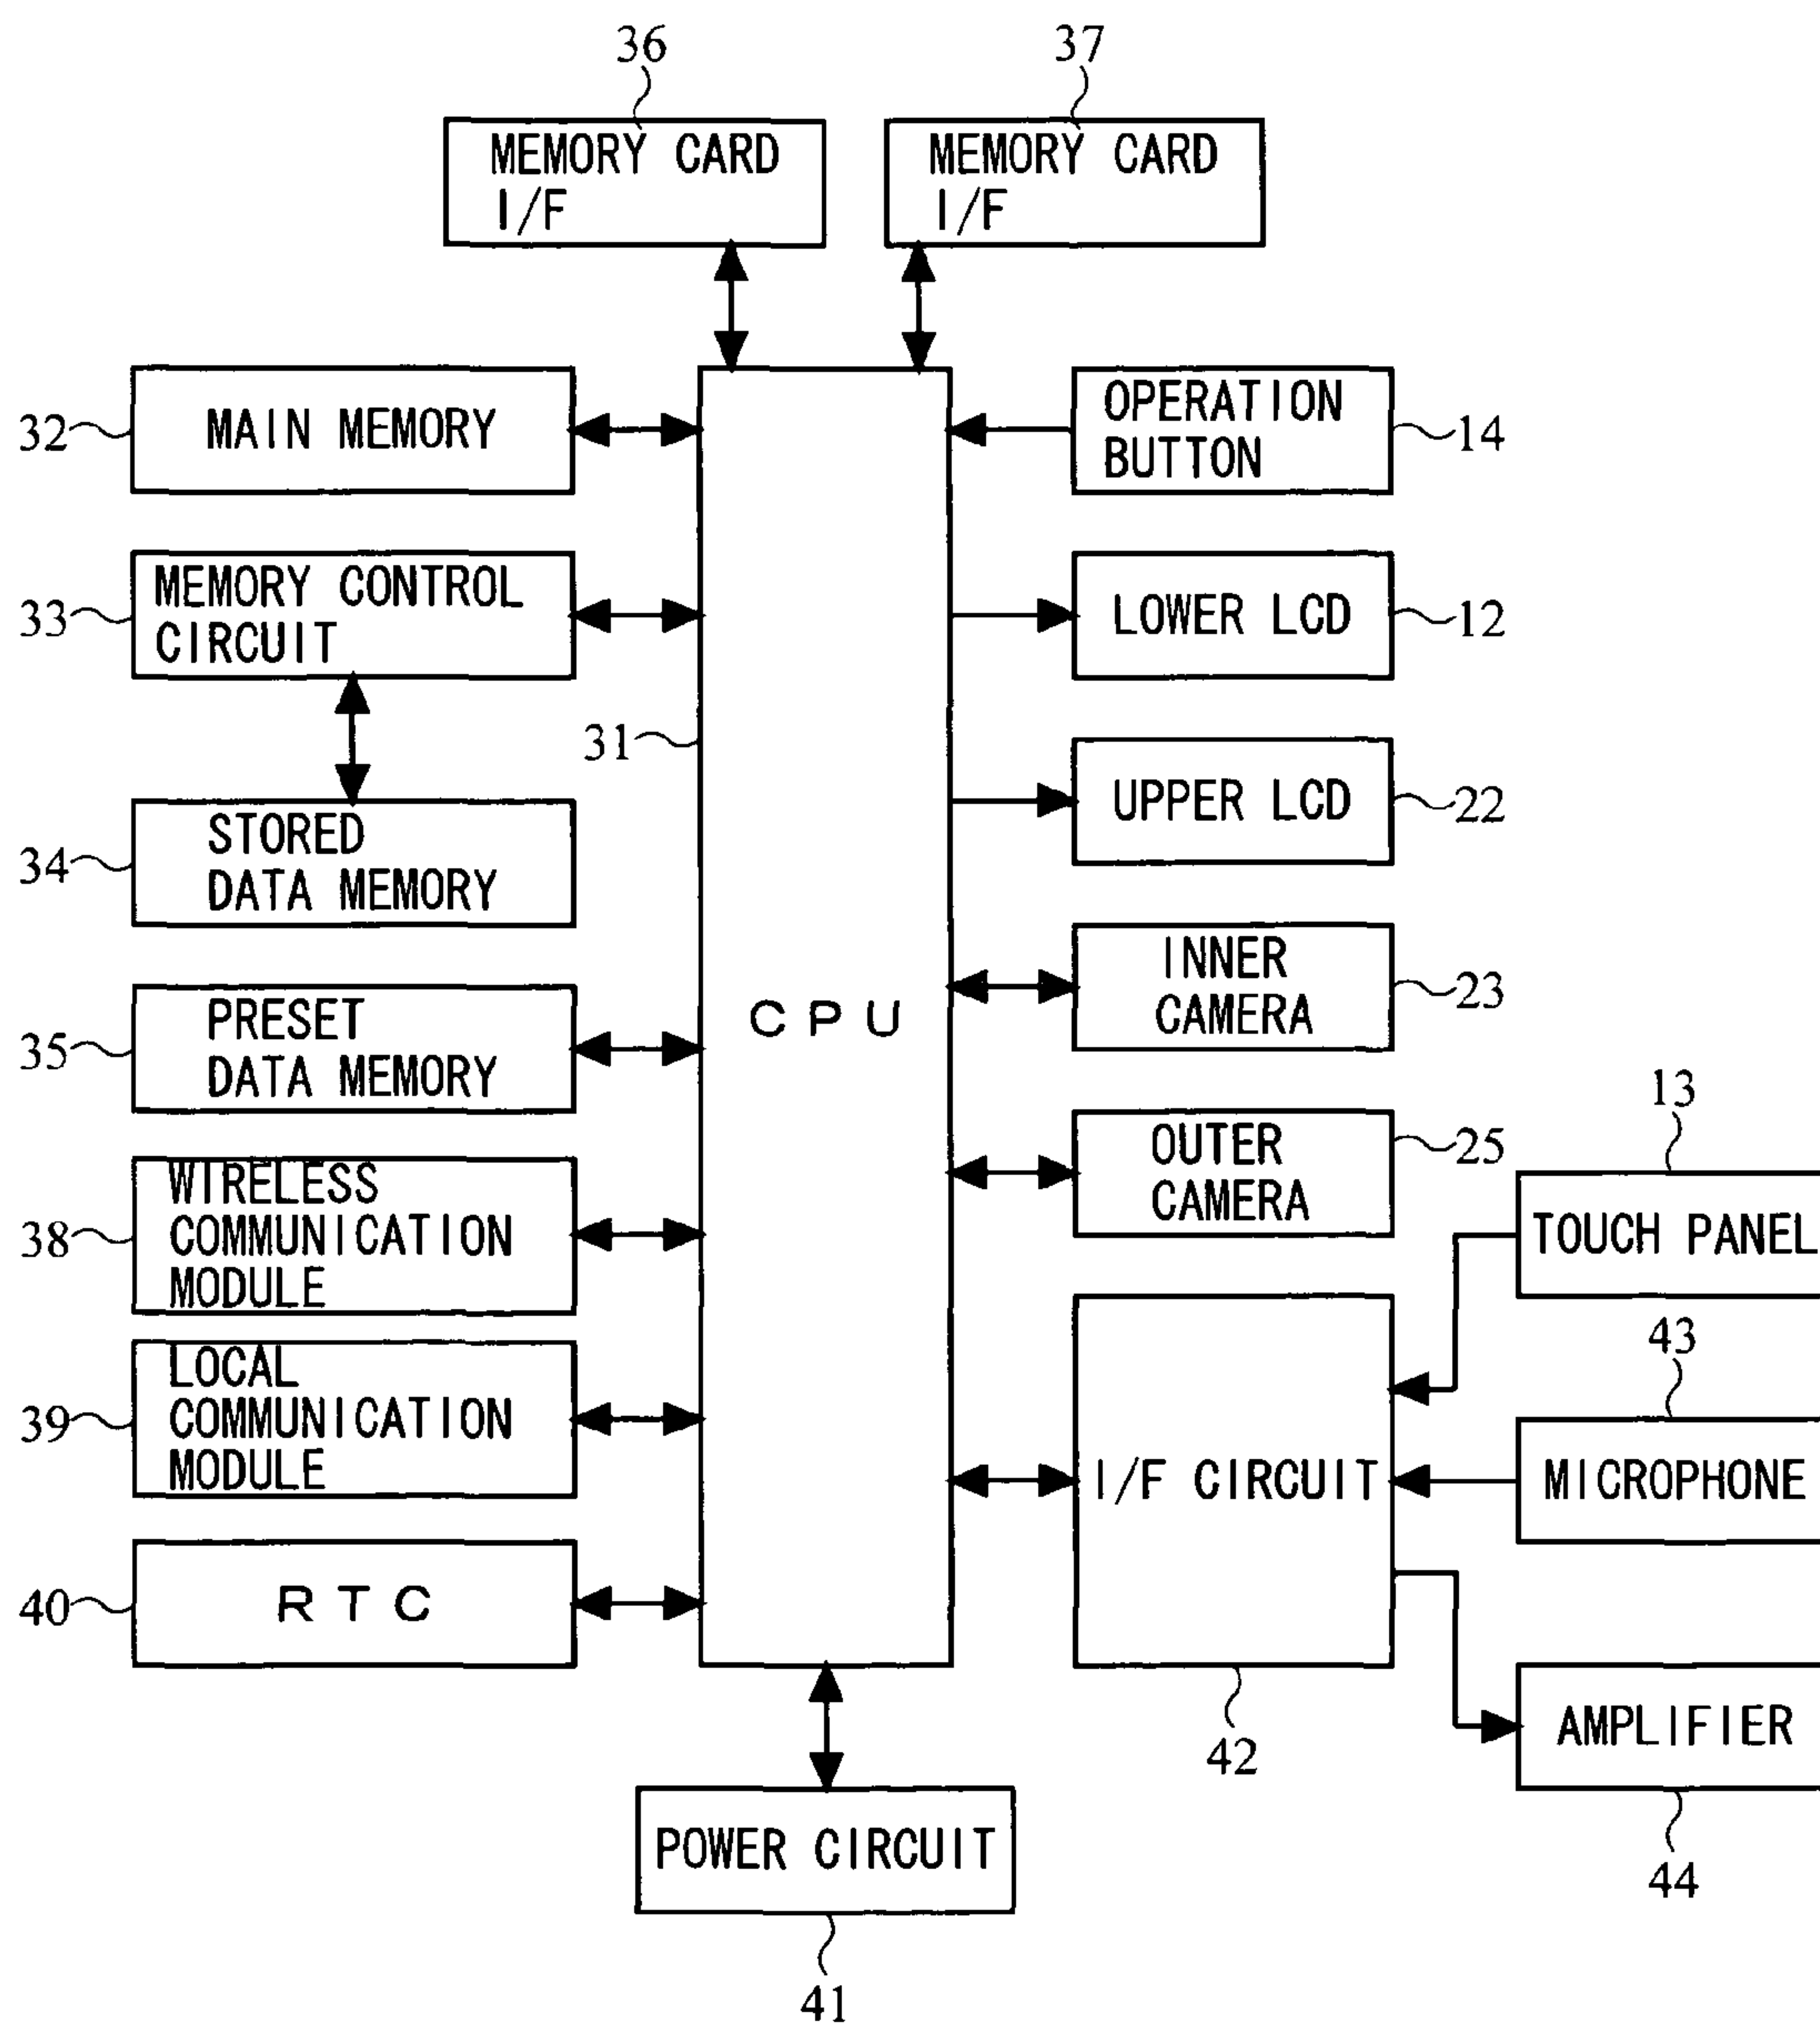 36
37
MEMORY CARD
I/F
MEMORY CARD
I/F
32
MAIN MEMORY
OPERATION
BUTTON
14
33
MEMORY CONTROL
CIRCUIT
LOWER LCD
12
31
UPPER LCD
22
34
STORED
DATA MEMORY
INNER
CAMERA
23
CPU
35
PRESET
DATA MEMORY
13
OUTER
CAMERA
25
38
WIRELESS
COMMUNICATION
MODULE
TOUCH PANEL
43
39
LOCAL
COMMUNICATION
MODULE
I/F CIRCUIT
MICROPHONE
40
RTC
42
AMPLIFIER
44
POWER CIRCUIT
41